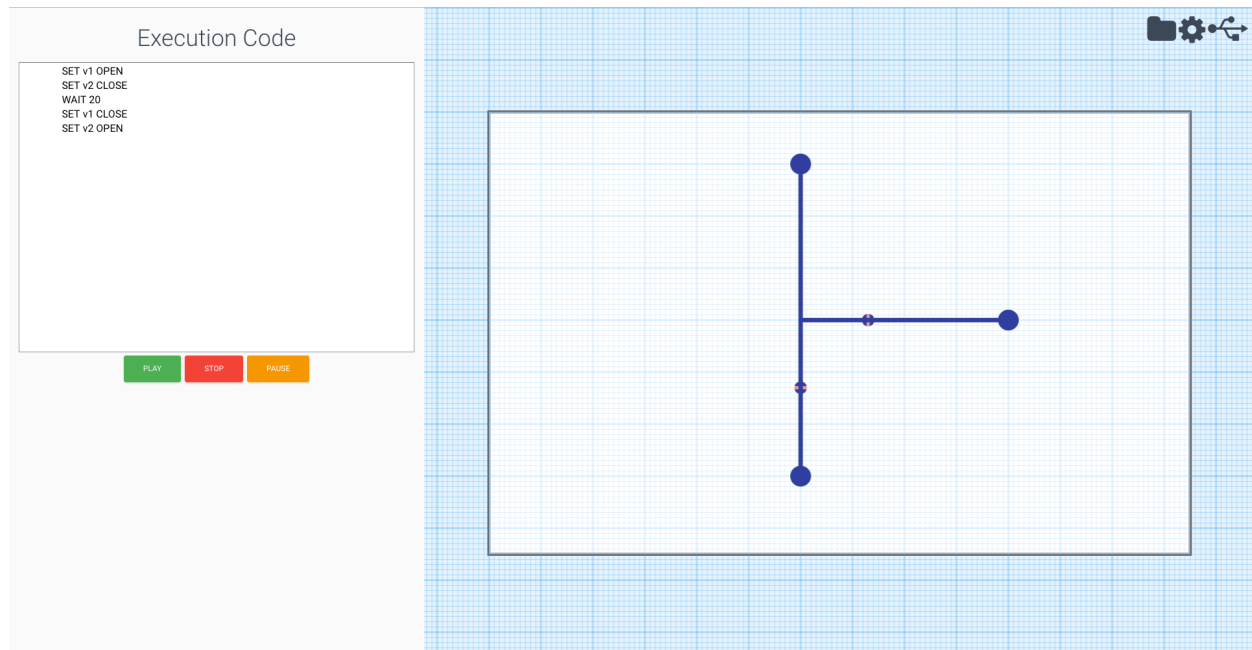 Execution Code
SET v1 OPEN
SET v2 CLOSE
WAIT 20
SET v1 CLOSE
SET v2 OPEN
PLAY STOP PAUSE